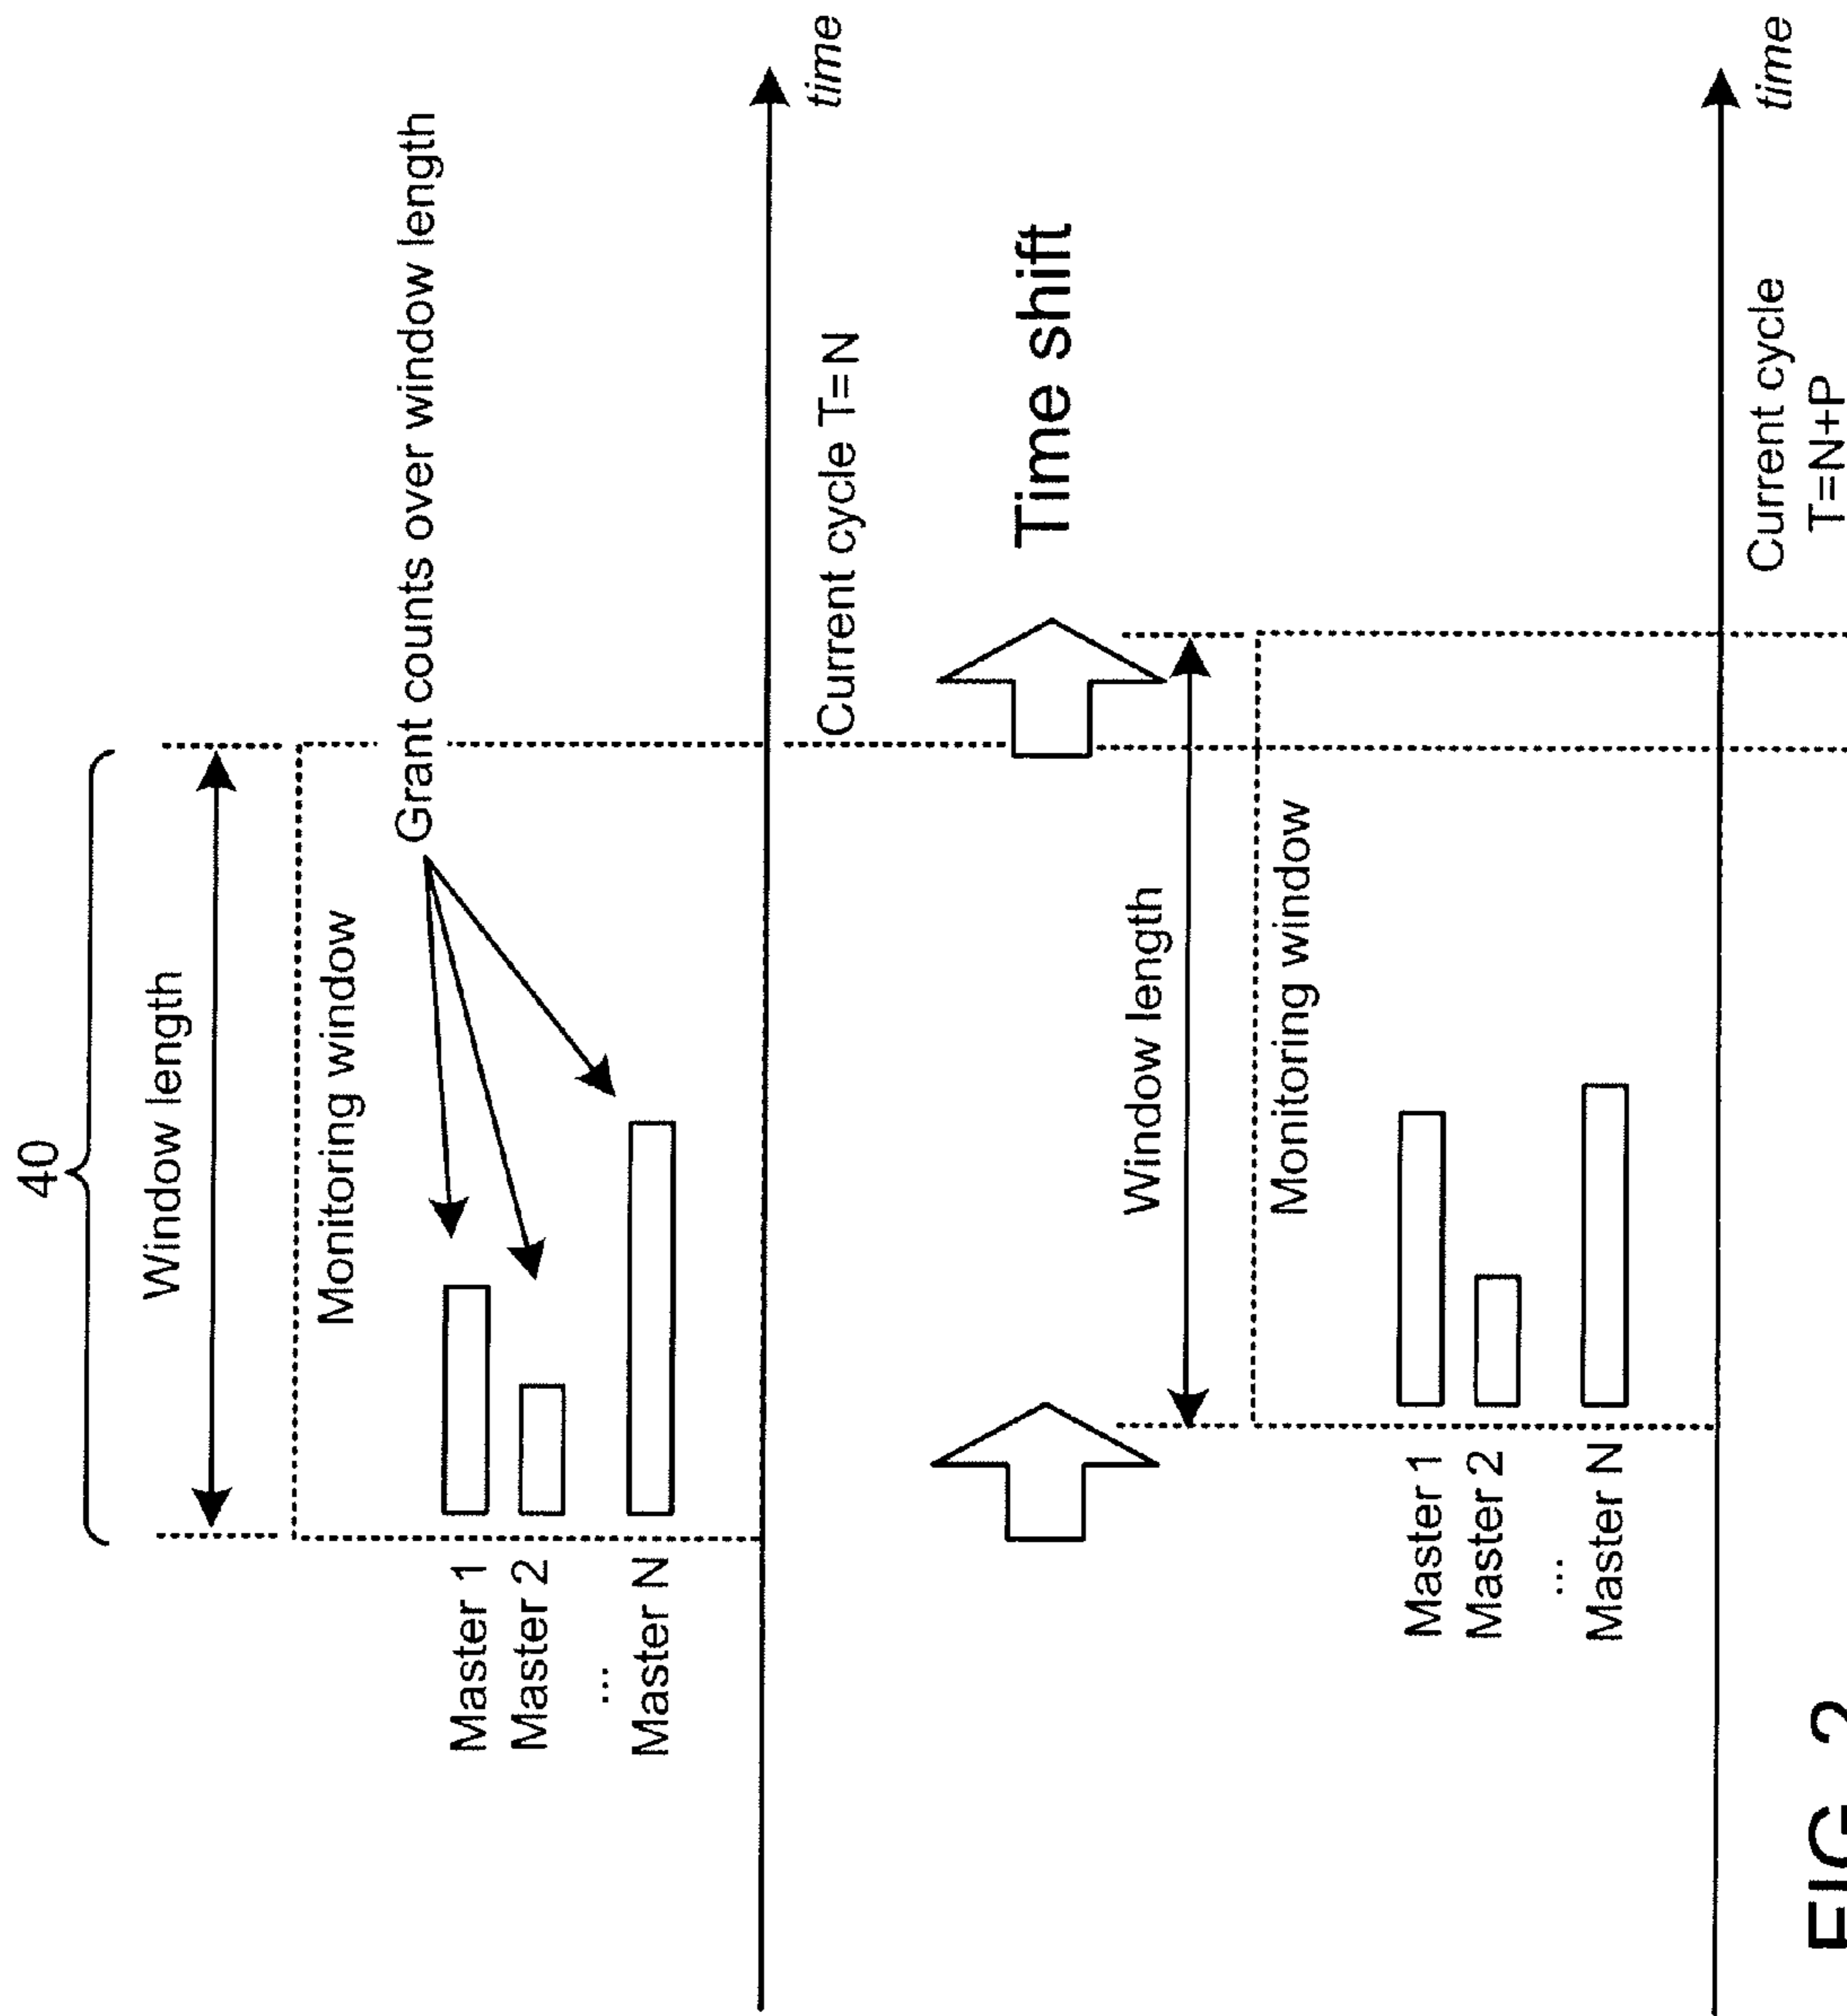 40
Window length
Monitoring window
Grant counts over window length
Master 1
Master 2
...
Master N
time
Current cycle T=N
Time shift
Window length
Monitoring window
Master 1
Master 2
...
Master N
time
Current cycle
T=N+P
FIG. 2